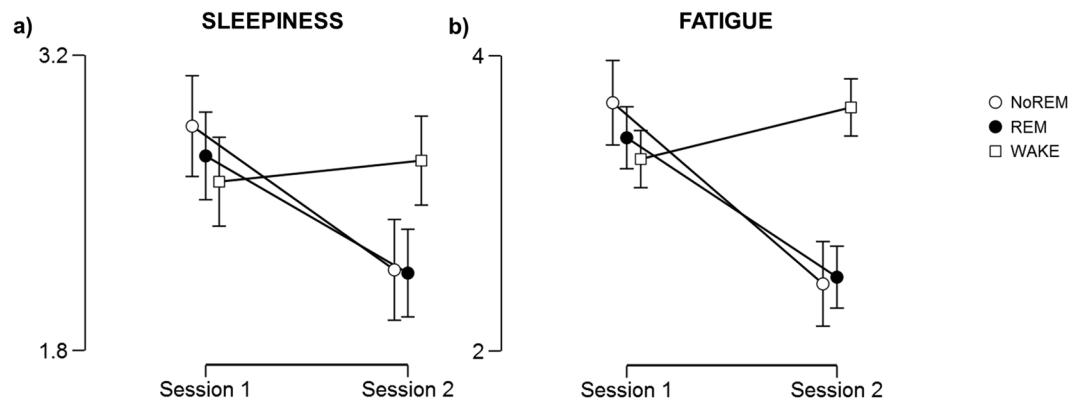 a)
SLEEPINESS
3.2
1.8
Session 1
Session 2
b)
FATIGUE
4
2
Session 1
Session 2
NoREM
REM
WAKE